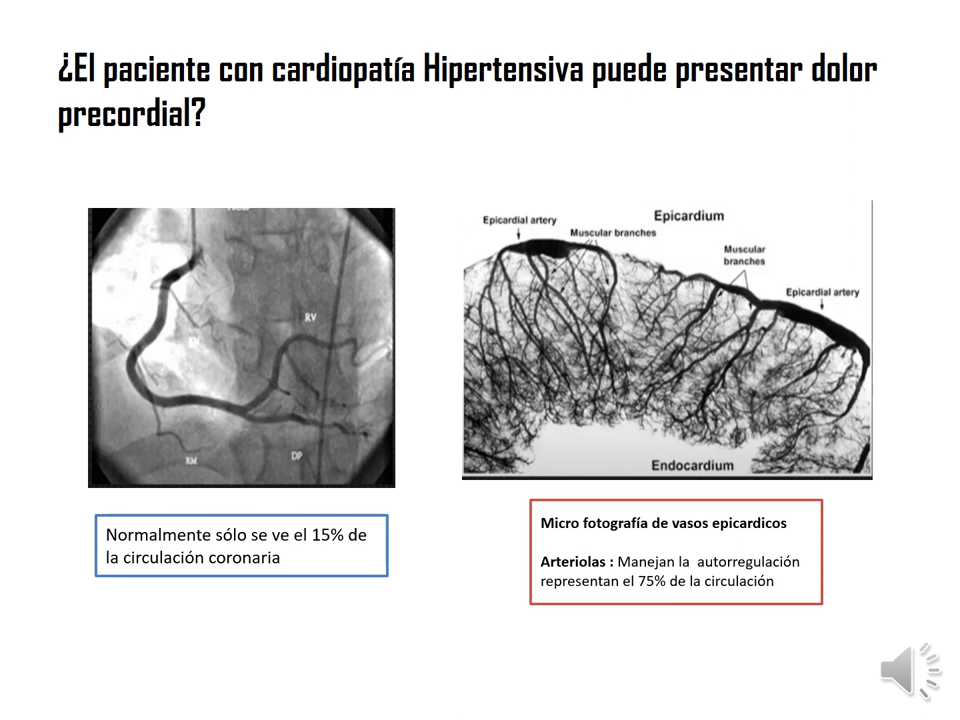 ¿El paciente con cardiopatía Hipertensiva puede presentar dolor
precordial?
RV
RM
DP
Epicardium
Epicardial artery
Muscular branches
Muscular
branches
Epicardial artery
Endocardium
Normalmente sólo se ve el 15% de
la circulación coronaria
Micro fotografía de vasos epicardicos
Arteriolas : Manejan la autorregulación
representan el 75% de la circulación